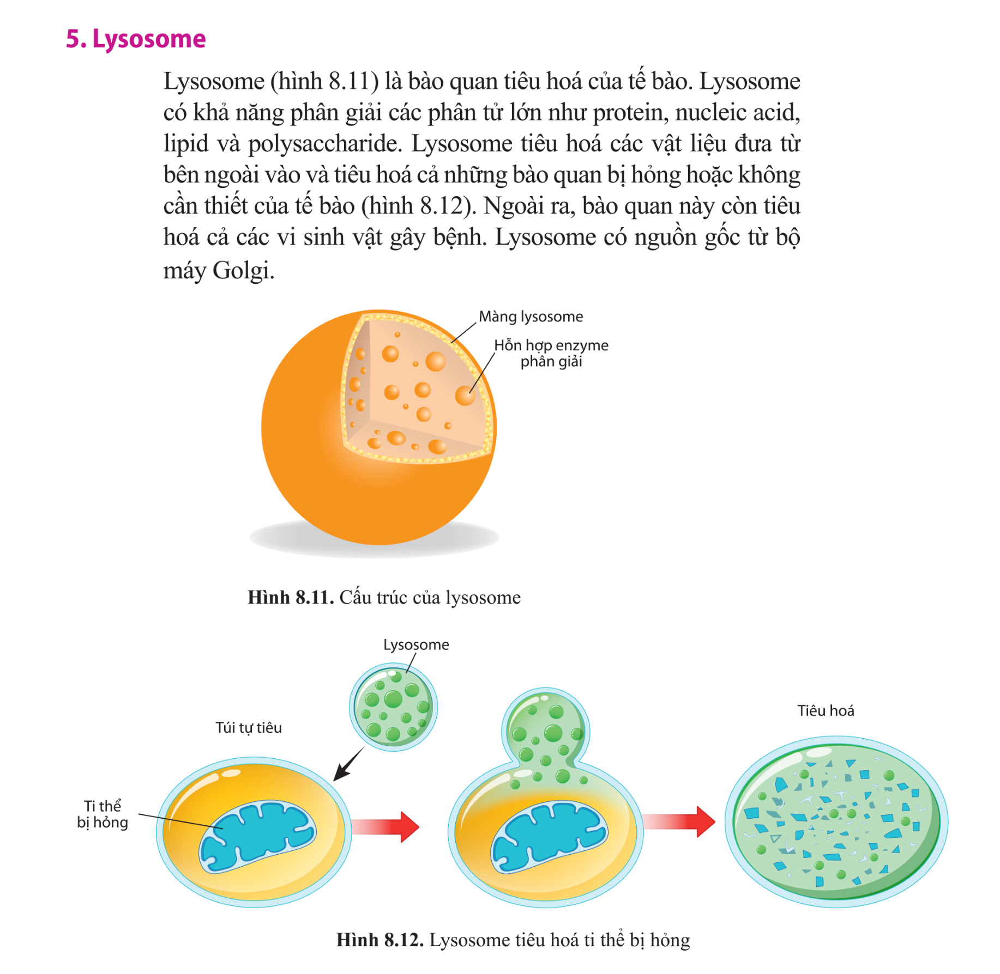 5. Lysosome
Lysosome (hình 8.11) là bào quan tiêu hoá của tế bào. Lysosome
có khả năng phân giải các phân tử lớn như protein, nucleic acid,
lipid và polysaccharide. Lysosome tiêu hoá các vật liệu đưa từ
bên ngoài vào và tiêu hoá cả những bào quan bị hỏng hoặc không
cần thiết của tế bào (hình 8.12). Ngoài ra, bào quan này còn tiêu
hoá cả các vi sinh vật gây bệnh. Lysosome có nguồn gốc từ bộ
máy Golgi.
Màng lysosome
Hỗn hợp enzyme
phân giải
Hình 8.11. Cấu trúc của lysosome
Lysosome
Túi tự tiêu
Tiêu hoá
Ti thể
bị hỏng
Hình 8.12. Lysosome tiêu hoá ti thể bị hỏng